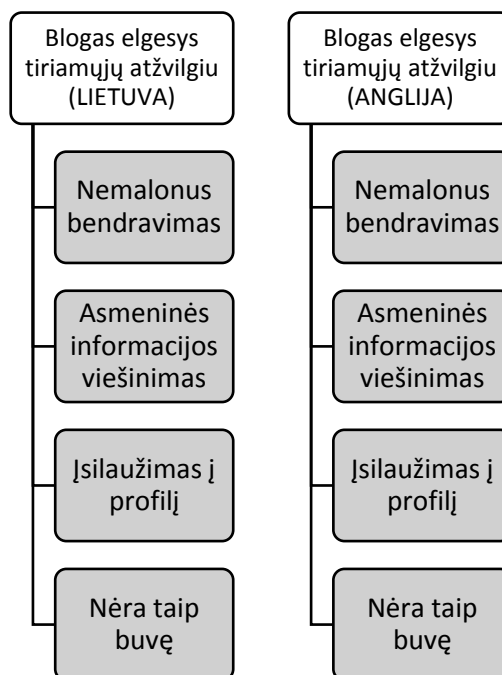 Blogas elgesys
tiriamųjų atžvilgiu
(LIETUVA)
Nemalonus
bendravimas
Asmeninės
informacijos
viešinimas
Įsilaužimas į
profilį
Nėra taip
buvę
Blogas elgesys
tiriamųjų atžvilgiu
(ANGLIJA)
Nemalonus
bendravimas
Asmeninės
informacijos
viešinimas
Įsilaužimas į
profilį
Nėra taip
buvę